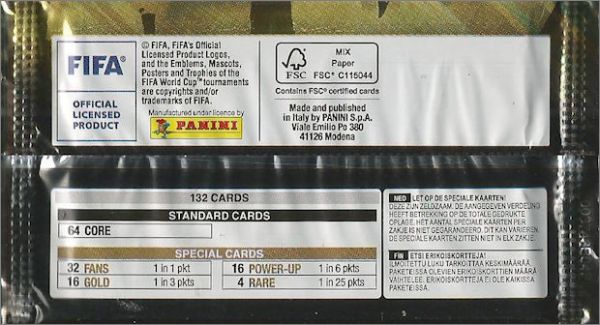 FIFA®
OFFICIAL
LICENSED
PRODUCT
© FIFA, FIFA's Official
Licensed Product Logos,
and the Emblems, Mascots,
Posters and Trophies of the
FIFA World Cup™ tournaments
are copyrights and/or
trademarks of FIFA.
Manufactured under licence by
PANINI
FSC
MIX
Paper
FSC® C115044
Contains FSC® certified cards
Made and published
in Italy by PANINI S.p.A.
Viale Emilio Po 380
41126 Modena
132 CARDS
STANDARD CARDS
64 CORE
SPECIAL CARDS
32 FANS 1 in 1 pkt
16 GOLD 1 in 3 pkts
16 POWER-UP 1 in 6 pkts
4 RARE 1 in 25 pkts
NED LET OP DE SPECIALE KAARTEN!
DEZE ZIJN ZELDZAAM. DE AANGEGEVEN VERDELING
HEEFT BETREKKING OP DE TOTALE GEDRUKTE
OPLAGE. HET AANTAL SPECIALE KAARTEN PER
ZAKJE IS NIET GEGARANDEERD. DIT KAN VARIËREN.
DE SPECIALE KAARTEN ZITTEN NIET IN ELK ZAKJE.
FIN ETSI ERIKOISKORTTEJA!
ILMOITETTU LUKU TARKOITTAA KESKIMÄÄRÄÄ.
PAKETEISSA OLEVIEN ERIKOISKORTTIEN MÄÄRÄ
VAIHTELEE. ERIKOISKORTTEJA EI OLE KAIKISSA
PAKETEISSA.